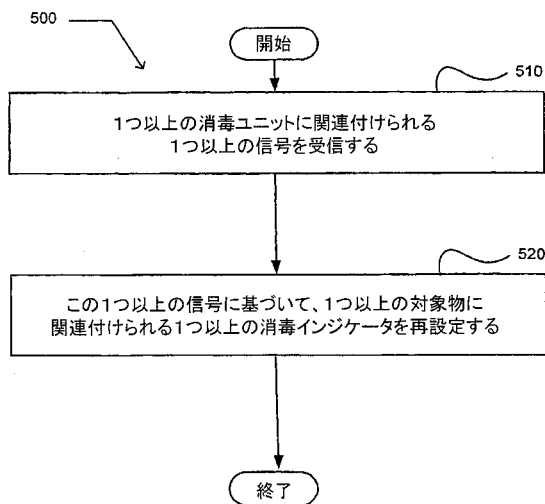 500
開始
510
1つ以上の消毒ユニットに関連付けられる
1つ以上の信号を受信する
520
この1つ以上の信号に基づいて、1つ以上の対象物に
関連付けられる1つ以上の消毒インジケータを再設定する
終了